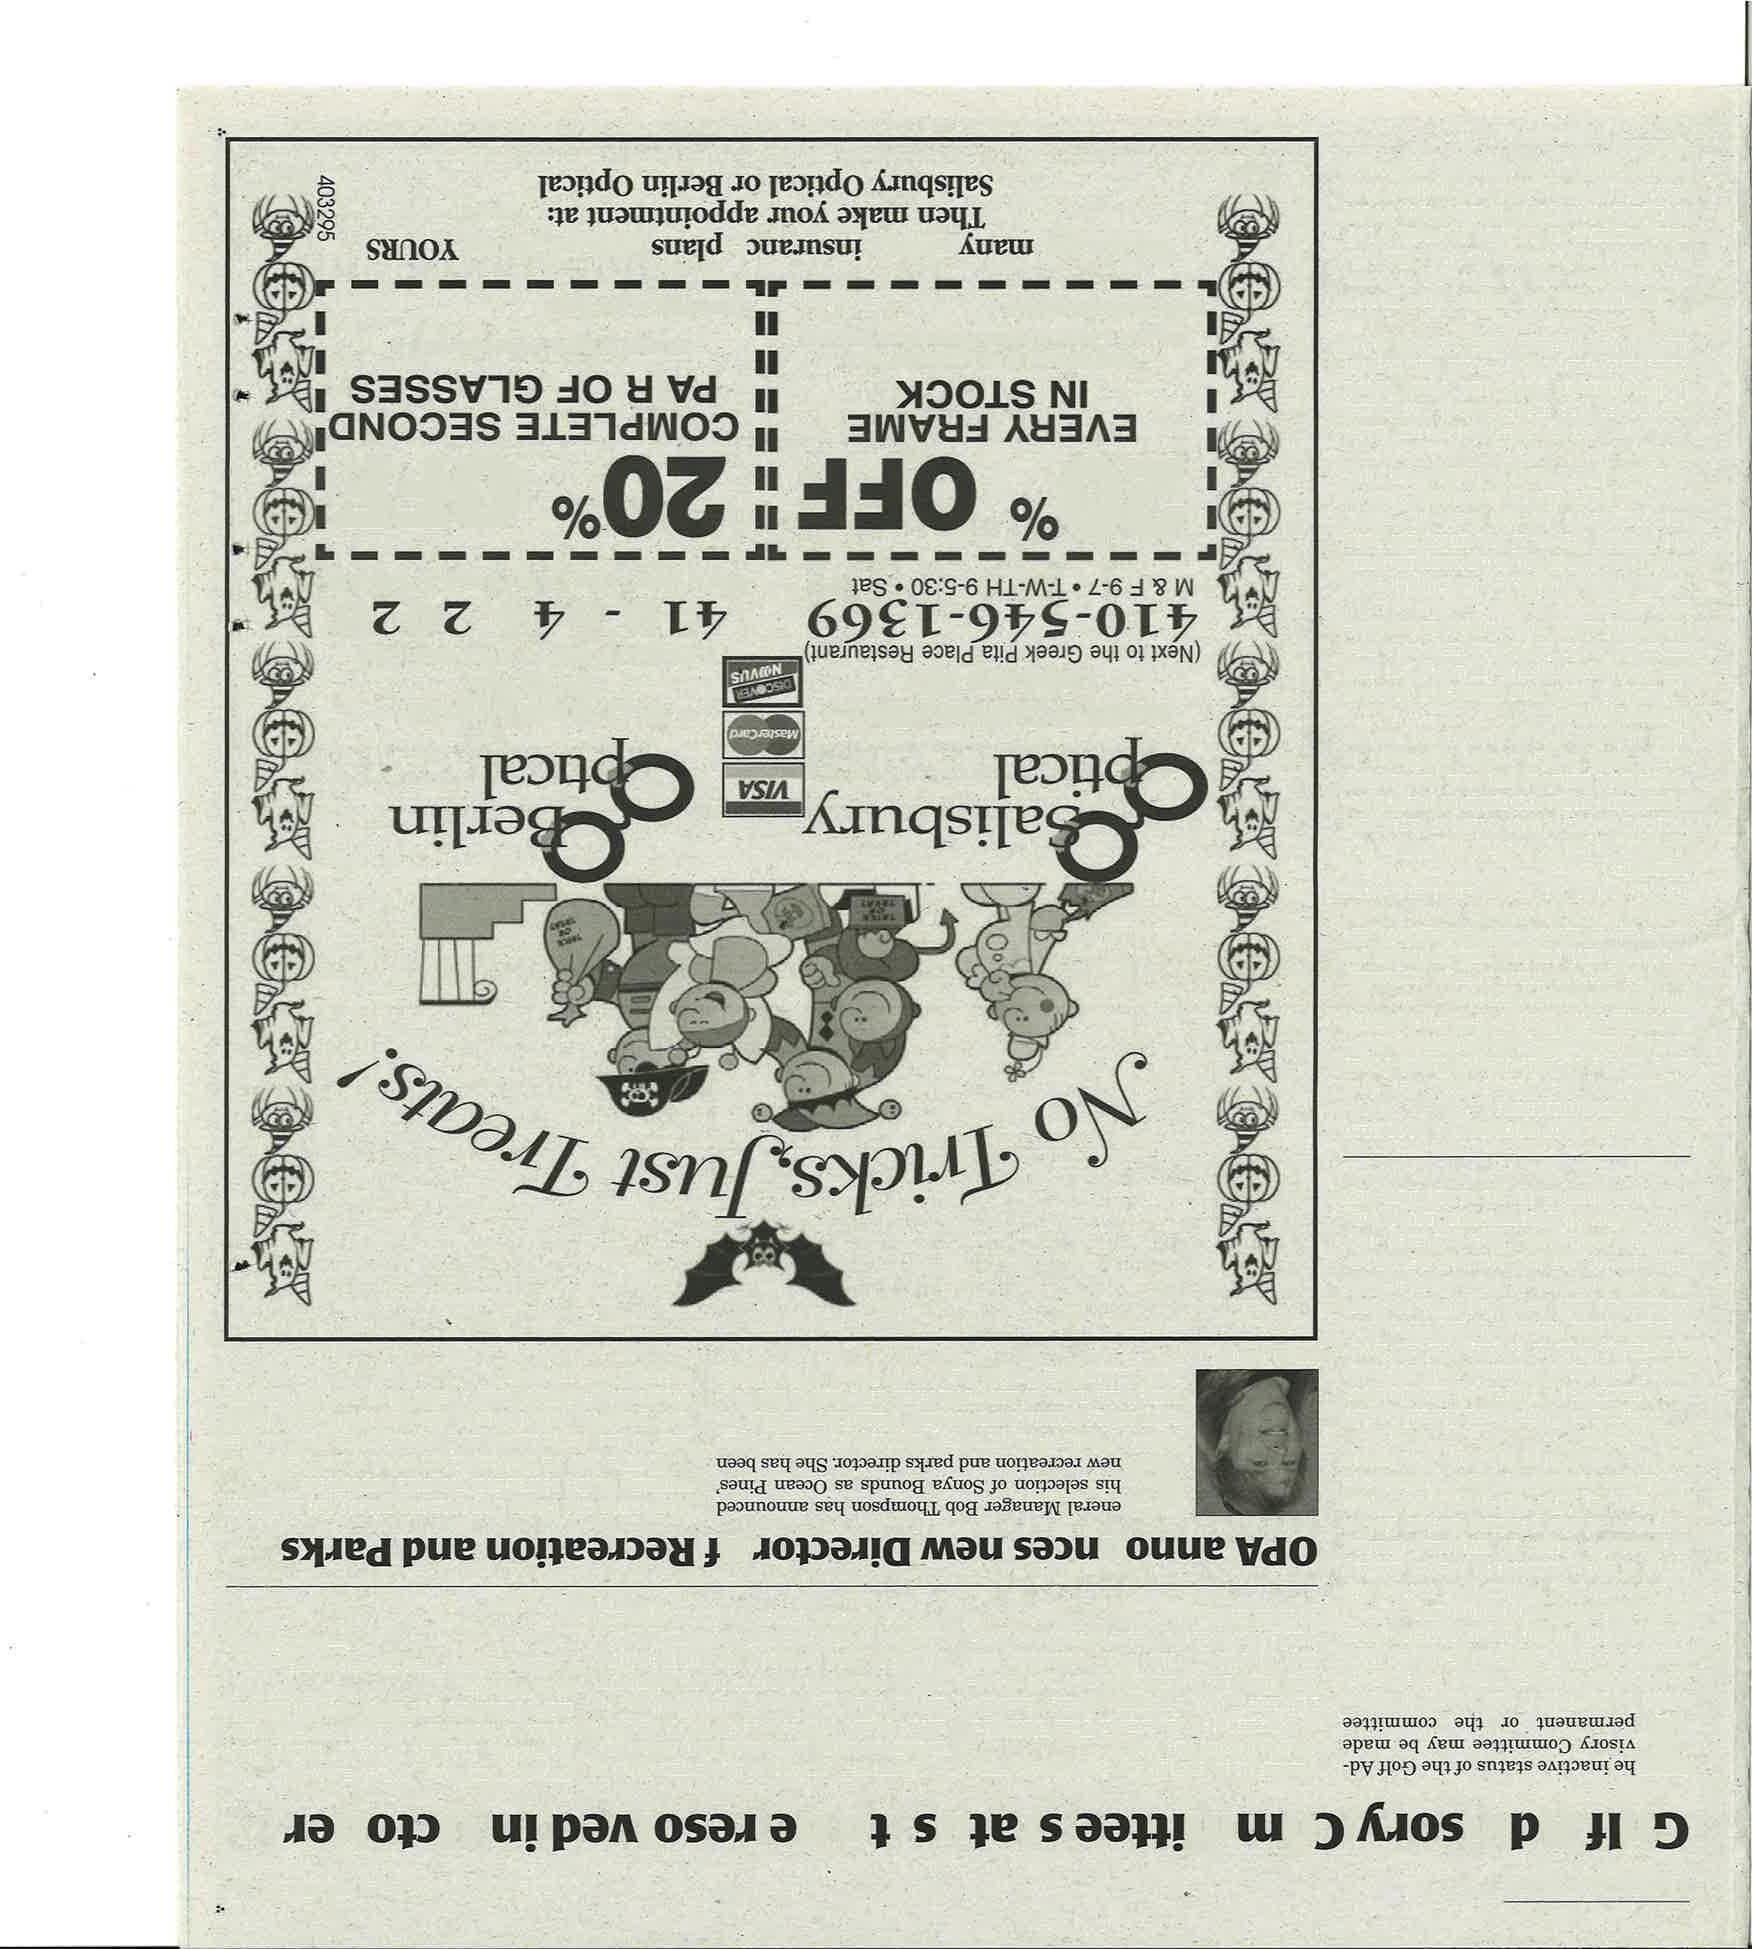 G lf d sory C m ittee s at s t e reso ved in cto er
he inactive status of the Golf Ad-
visory Committee may be made
permanent or the committee
OPA anno nces new Director f Recreation and Parks
eneral Manager Bob Thompson has announced
his selection of Sonya Bounds as Ocean Pines’
new recreation and parks director. She has been
No Tricks, Just Treats!
TRICK OR TREAT
TRICK OR TREAT
Salisbury Optical
Berlin Optical
VISA
MasterCard
DISCOVER
NOVUS
(Next to the Greek Pita Place Restaurant)
410-546-1369
M & F 9-7 • T-W-TH 9-5:30 • Sat
41 - 4 2 2
% OFF
EVERY FRAME
IN STOCK
20%
COMPLETE SECOND
PA R OF GLASSES
many insuranc plans YOURS
Then make your appointment at:
Salisbury Optical or Berlin Optical
403295